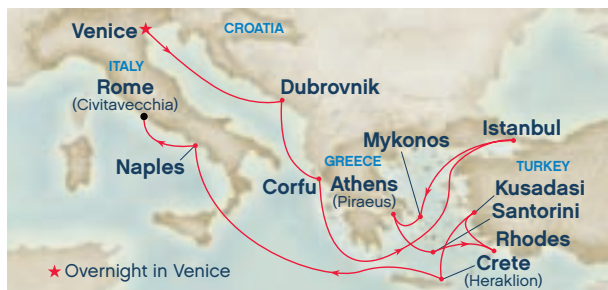 Venice
CROATIA
ITALY
Rome
(Civitavecchia)
Dubrovnik
Mykonos
Istanbul
Naples
Corfu
GREECE
Athens
(Piraeus)
TURKEY
Kusadasi
Santorini
Rhodes
Crete
(Heraklion)
★ Overnight in Venice